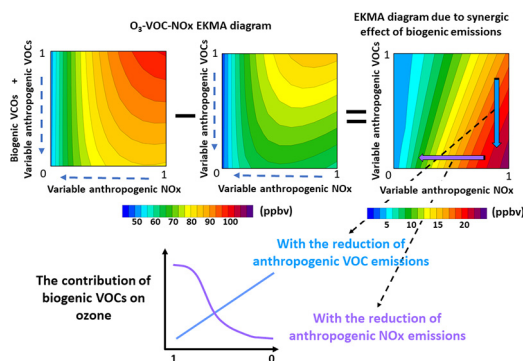 O₃-VOC-NOx EKMA diagram
EKMA diagram due to synergic
effect of biogenic emissions
Biogenic VCOs +
Variable anthropogenic VOCs
1
0
1
Variable anthropogenic NOx
Variable anthropogenic VOCs
1
0
1
Variable anthropogenic NOx
1
0
1
Variable anthropogenic NOx
50 60 70 80 90 100 (ppbv)
5 10 15 20 (ppbv)
The contribution of
biogenic VOCs on
ozone
1
0
With the reduction of
anthropogenic VOC emissions
With the reduction of
anthropogenic NOx emissions